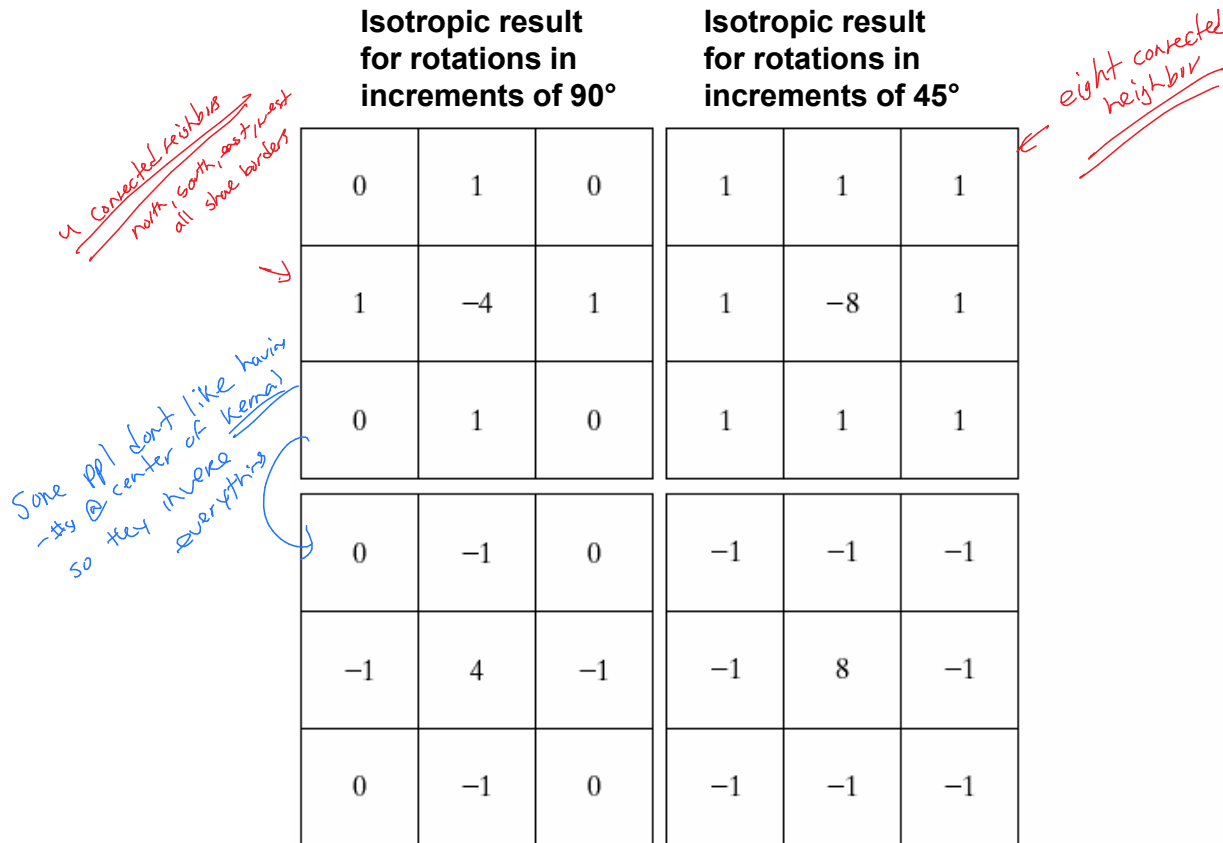 Isotropic result
for rotations in
increments of 90°
Isotropic result
for rotations in
increments of 45°
eight connected
neighbor
4 connected neighbors
north, south, east, west
all share borders
0 1 0
1 −4 1
0 1 0
1 1 1
1 −8 1
1 1 1
Some ppl dont like having
-#s @ center of kernal
so they inverse
everything
0 −1 0
−1 4 −1
0 −1 0
−1 −1 −1
−1 8 −1
−1 −1 −1